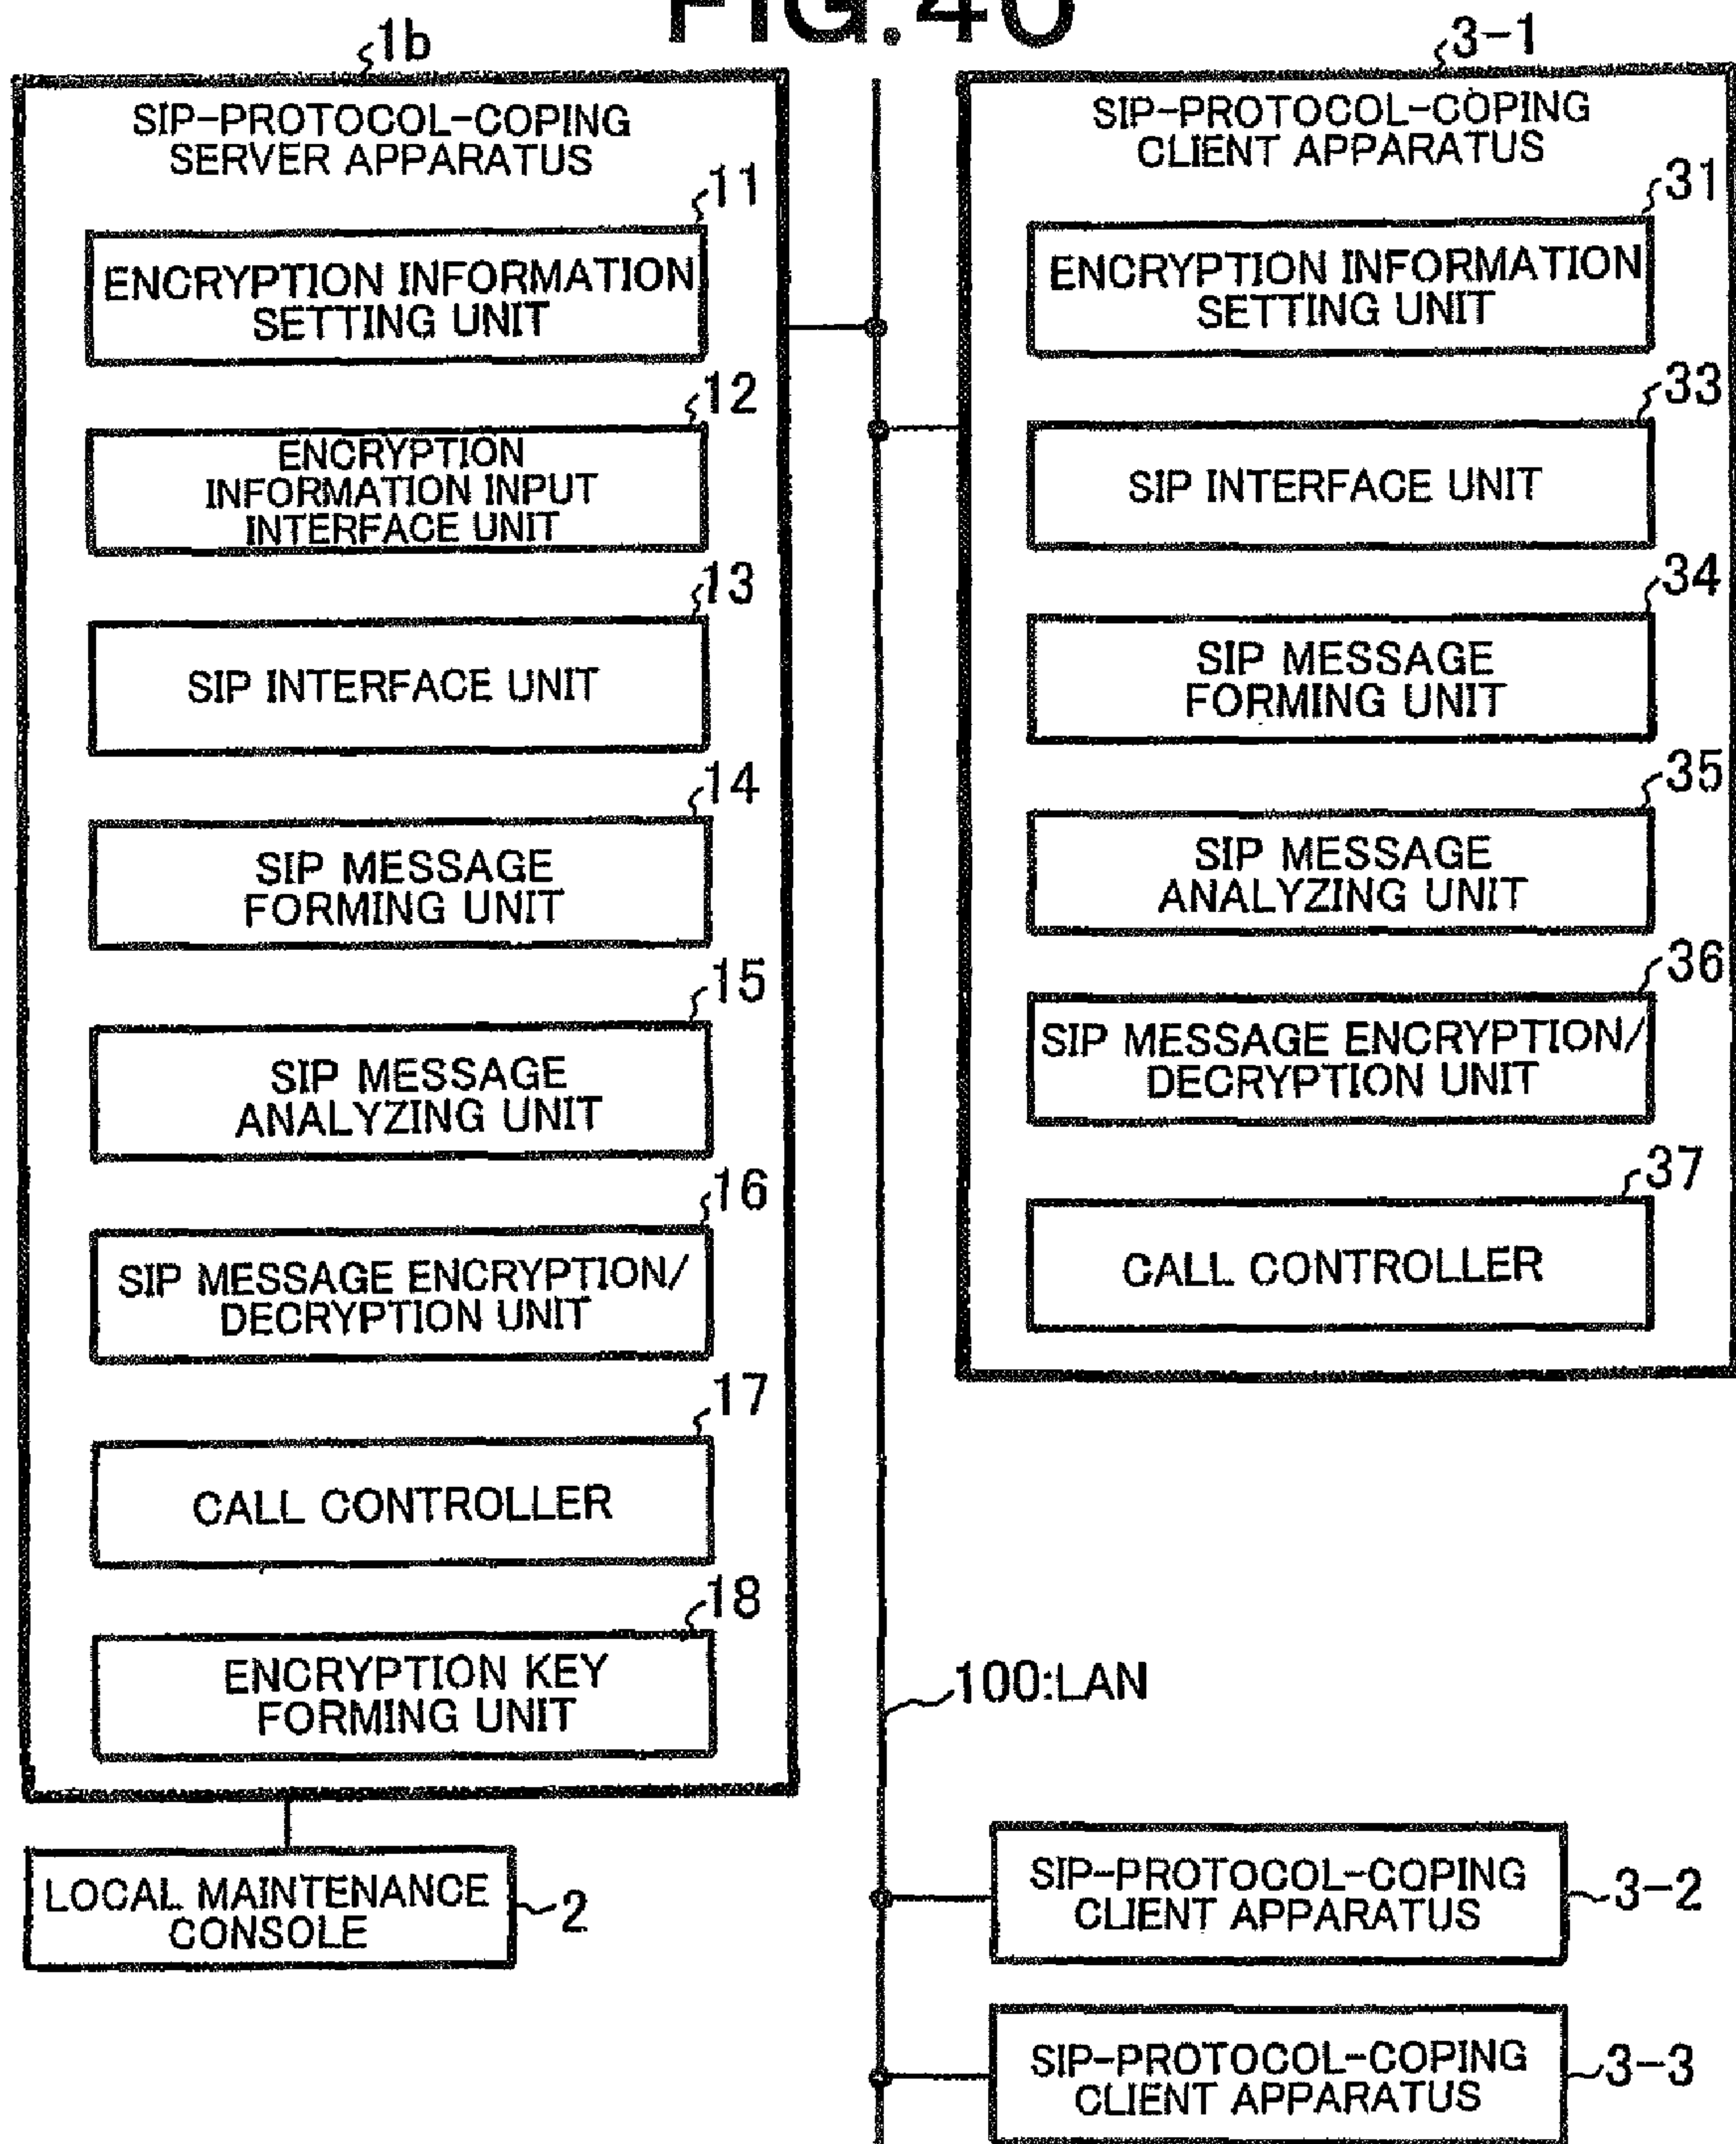 FIG.40
1b
SIP-PROTOCOL-COPING
SERVER APPARATUS
11
ENCRYPTION INFORMATION
SETTING UNIT
12
ENCRYPTION
INFORMATION INPUT
INTERFACE UNIT
13
SIP INTERFACE UNIT
14
SIP MESSAGE
FORMING UNIT
15
SIP MESSAGE
ANALYZING UNIT
16
SIP MESSAGE ENCRYPTION/
DECRYPTION UNIT
17
CALL CONTROLLER
18
ENCRYPTION KEY
FORMING UNIT
LOCAL MAINTENANCE
CONSOLE
2
3-1
SIP-PROTOCOL-COPING
CLIENT APPARATUS
31
ENCRYPTION INFORMATION
SETTING UNIT
33
SIP INTERFACE UNIT
34
SIP MESSAGE
FORMING UNIT
35
SIP MESSAGE
ANALYZING UNIT
36
SIP MESSAGE ENCRYPTION/
DECRYPTION UNIT
37
CALL CONTROLLER
100:LAN
SIP-PROTOCOL-COPING
CLIENT APPARATUS
3-2
SIP-PROTOCOL-COPING
CLIENT APPARATUS
3-3